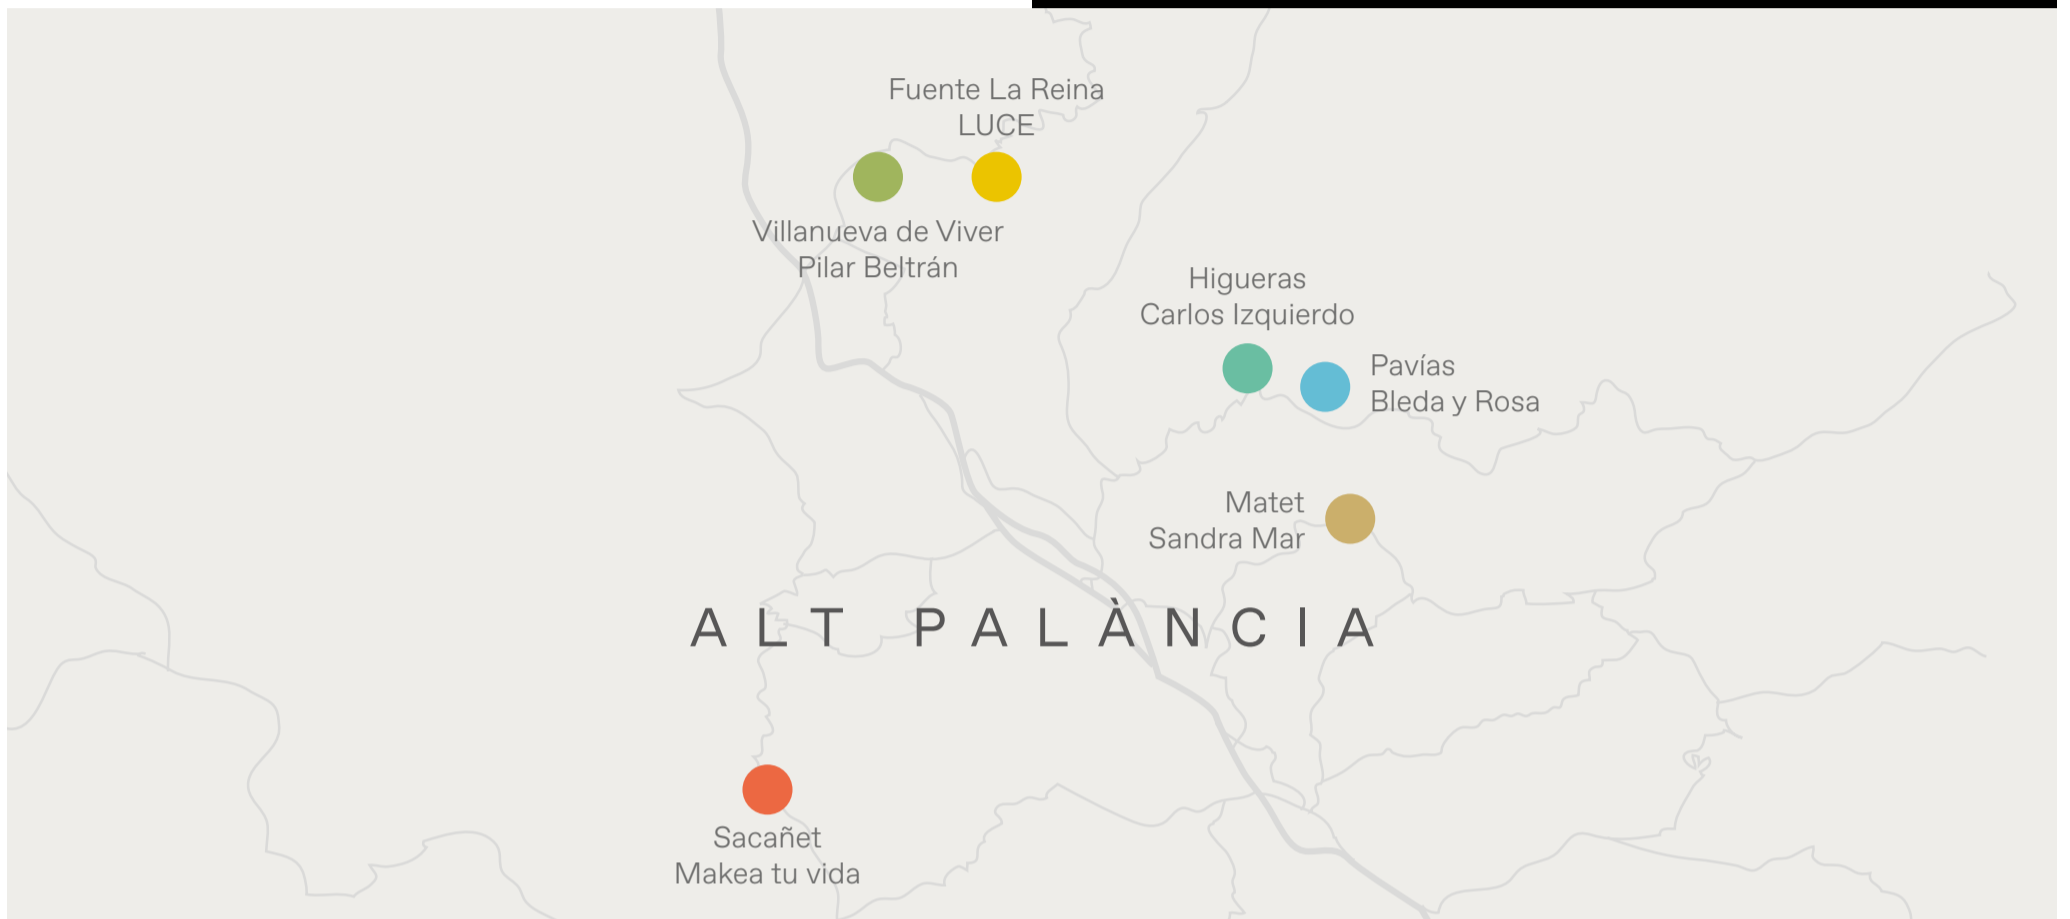 Fuente La Reina
LUCE
Villanueva de Viver
Pilar Beltrán
Higueras
Carlos Izquierdo
Pavías
Bleda y Rosa
Matet
Sandra Mar
ALT PALÀNCIA
Sacañet
Makea tu vida